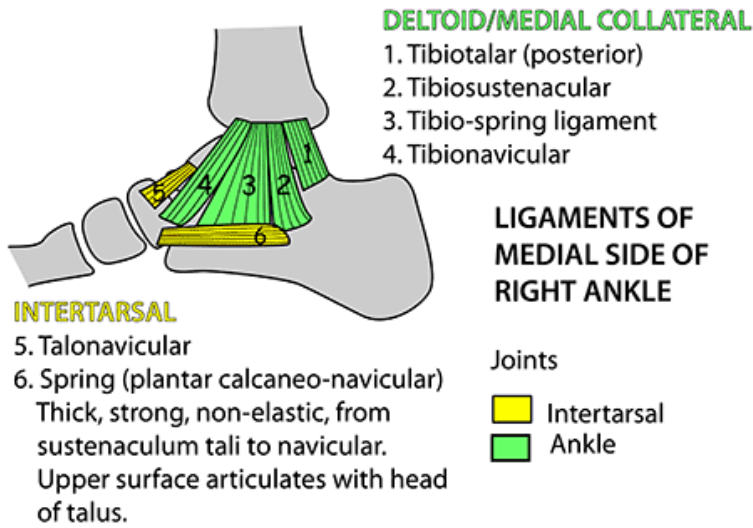 DELTOID/MEDIAL COLLATERAL
1. Tibiotalar (posterior)
2. Tibiosustenacular
3. Tibio-spring ligament
4. Tibionavicular
1
2
3
4
5
6
LIGAMENTS OF
MEDIAL SIDE OF
RIGHT ANKLE
INTERTARSAL
5. Talonavicular
6. Spring (plantar calcaneo-navicular)
Thick, strong, non-elastic, from
sustenaculum tali to navicular.
Upper surface articulates with head
of talus.
Joints
Intertarsal
Ankle